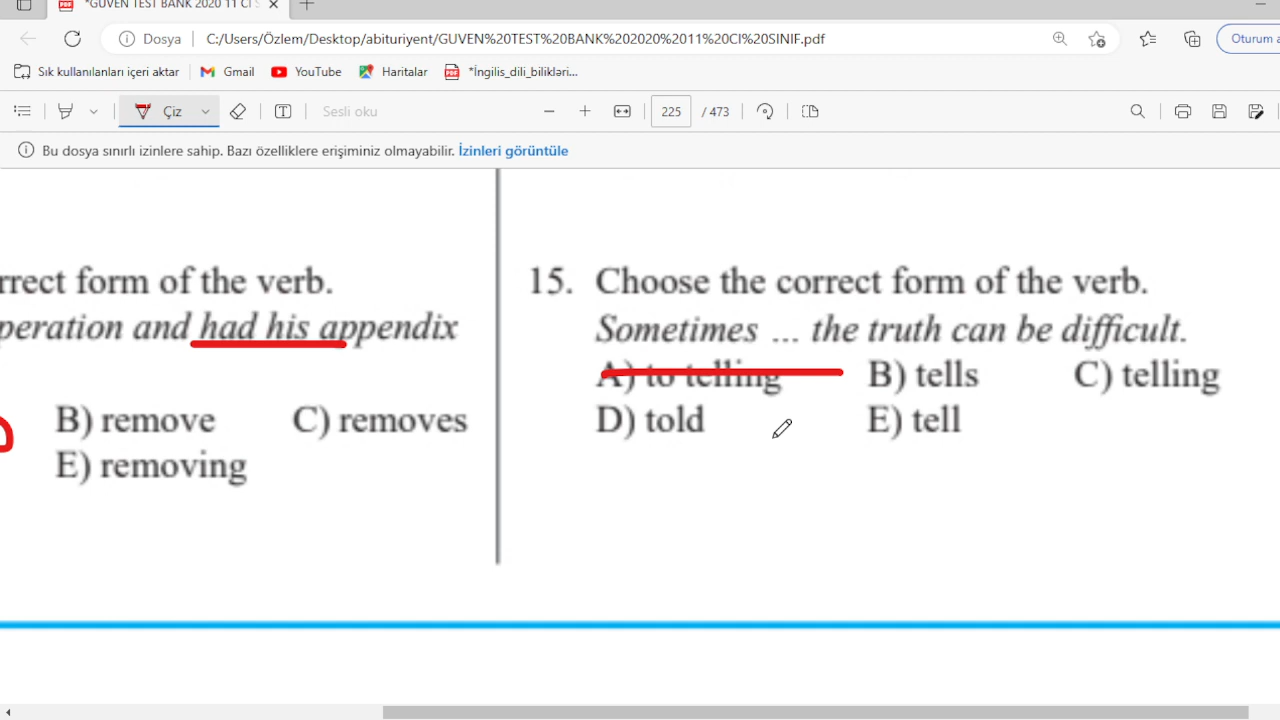 *GUVEN TEST BANK 2020 11 CI S
Dosya C:/Users/Özlem/Desktop/abituriyent/GUVEN%20TEST%20BANK%202020%2011%20CI%20SINIF.pdf Oturum a
Sık kullanılanları içeri aktar Gmail YouTube Haritalar *İngilis_dili_bilikləri...
Çiz Sesli oku 225 / 473
Bu dosya sınırlı izinlere sahip. Bazı özelliklere erişiminiz olmayabilir. İzinleri görüntüle
rrect form of the verb.
peration and had his appendix
B) remove C) removes
E) removing
15. Choose the correct form of the verb.
Sometimes ... the truth can be difficult.
A) to telling B) tells C) telling
D) told E) tell